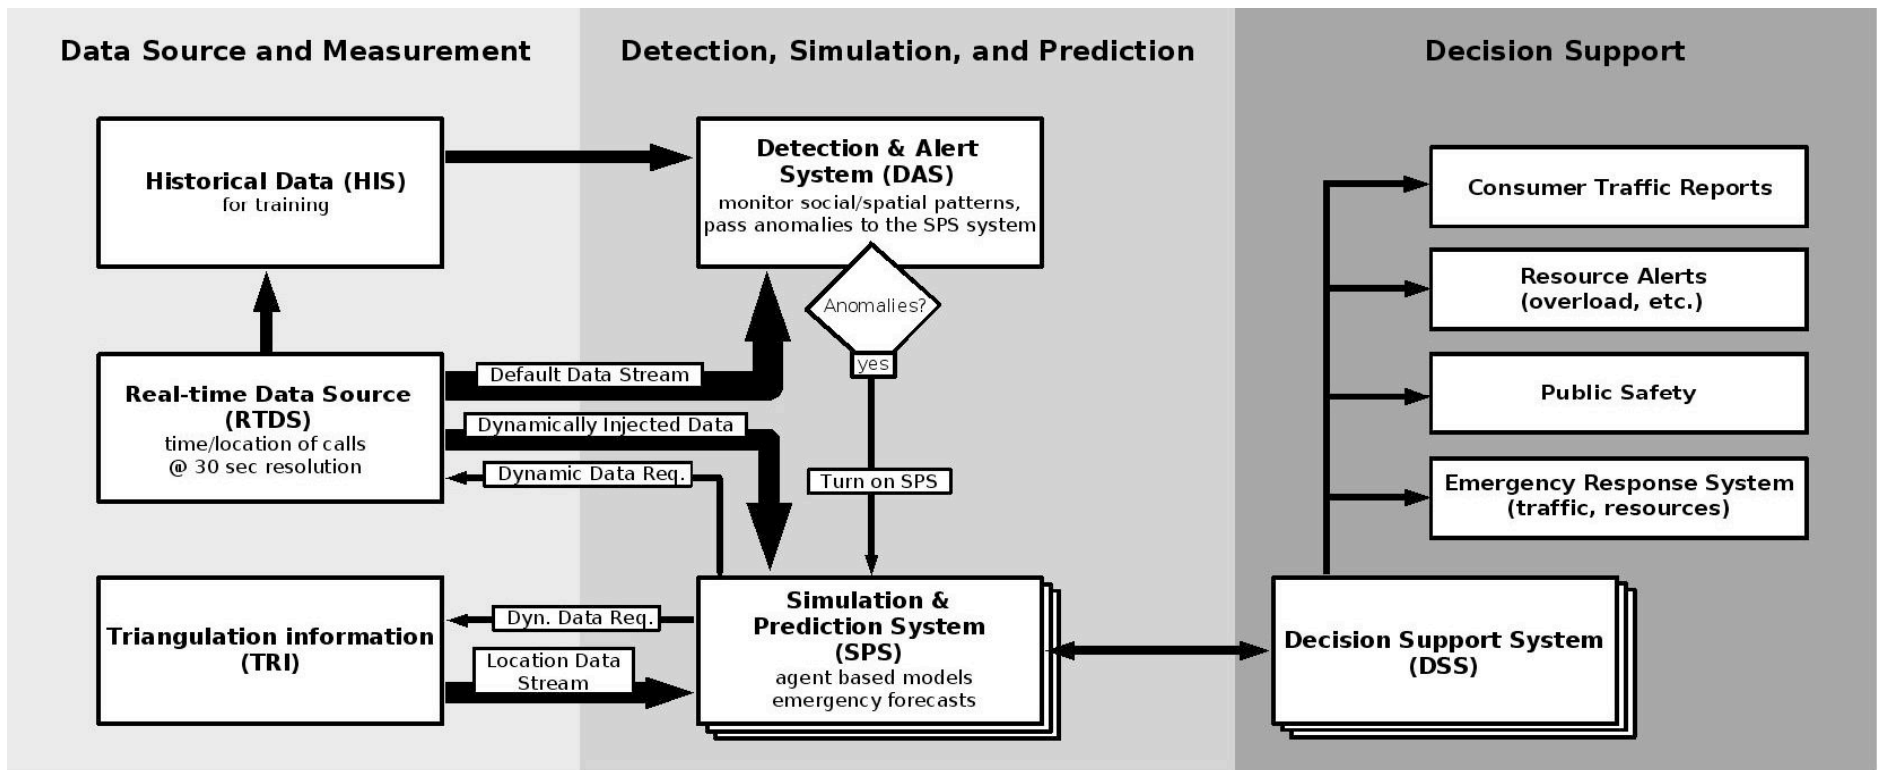 Data Source and Measurement
Detection, Simulation, and Prediction
Decision Support
Historical Data (HIS)
for training
Detection & Alert
System (DAS)
monitor social/spatial patterns,
pass anomalies to the SPS system
Anomalies?
yes
Turn on SPS
Real-time Data Source
(RTDS)
time/location of calls
@ 30 sec resolution
Default Data Stream
Dynamically Injected Data
Dynamic Data Req.
Triangulation information
(TRI)
Dyn. Data Req.
Location Data
Stream
Simulation &
Prediction System
(SPS)
agent based models
emergency forecasts
Consumer Traffic Reports
Resource Alerts
(overload, etc.)
Public Safety
Emergency Response System
(traffic, resources)
Decision Support System
(DSS)